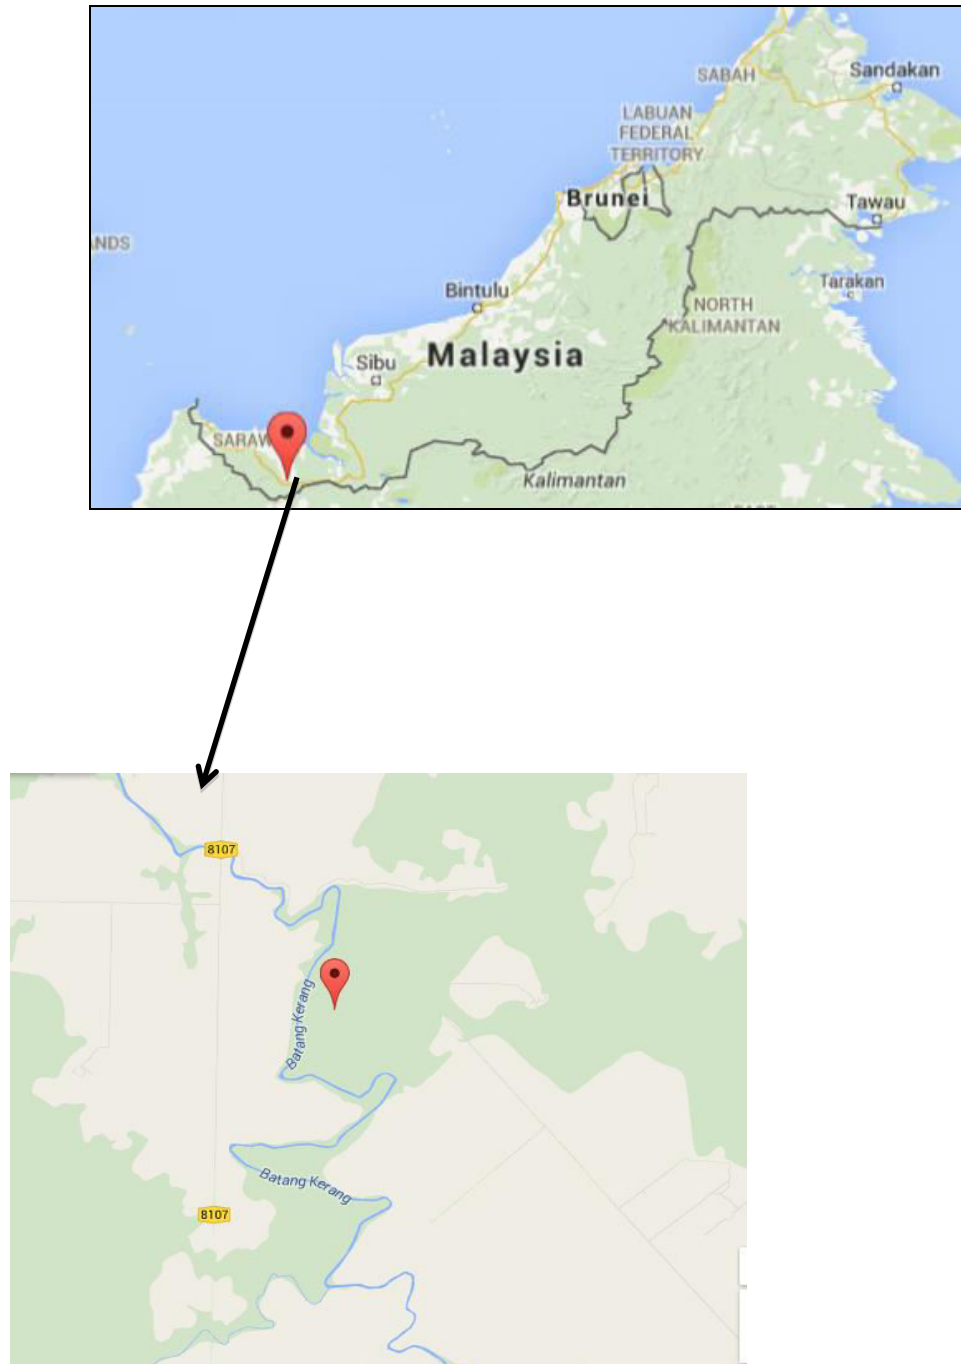 SABAH
Sandakan
LABUAN
FEDERAL
TERRITORY
Brunei
Tawau
NDS
Tarakan
Bintulu
NORTH
KALIMANTAN
Malaysia
Sibu
SARAW
Kalimantan
8107
Batang Kerang
Batang Kerang
8107